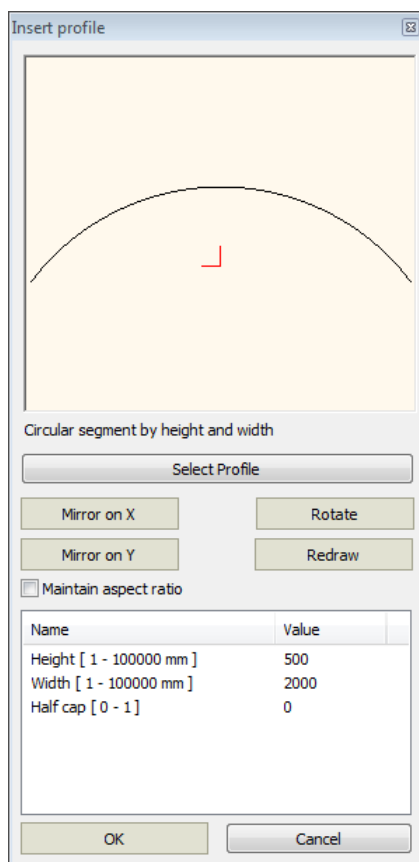 Insert profile
Circular segment by height and width
Select Profile
Mirror on X Rotate
Mirror on Y Redraw
Maintain aspect ratio
Name Value
Height [ 1 - 100000 mm ] 500
Width [ 1 - 100000 mm ] 2000
Half cap [ 0 - 1 ] 0
OK Cancel